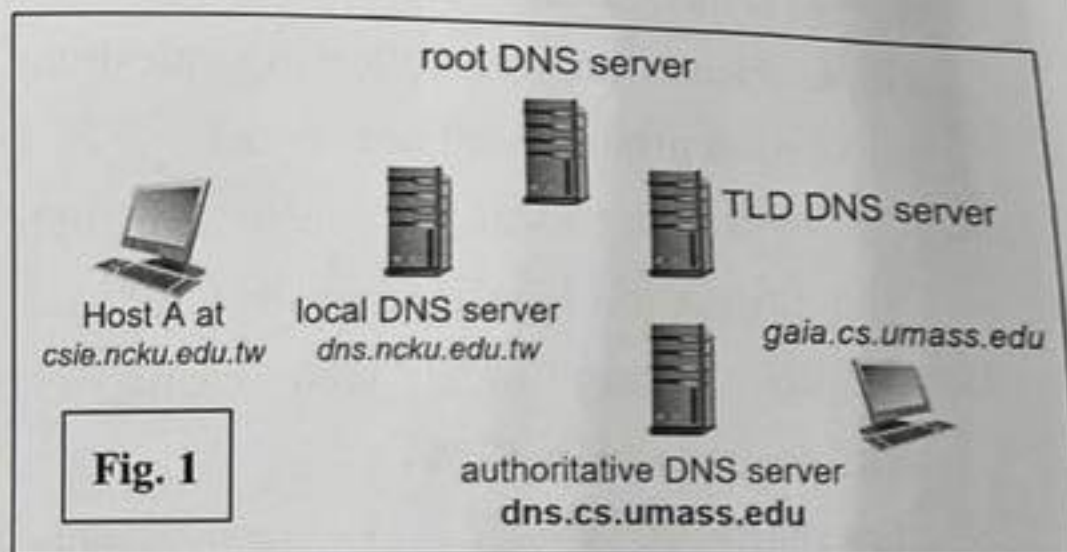 root DNS server
TLD DNS server
Host A at
csie.ncku.edu.tw
local DNS server
dns.ncku.edu.tw
gaia.cs.umass.edu
authoritative DNS server
dns.cs.umass.edu
Fig. 1